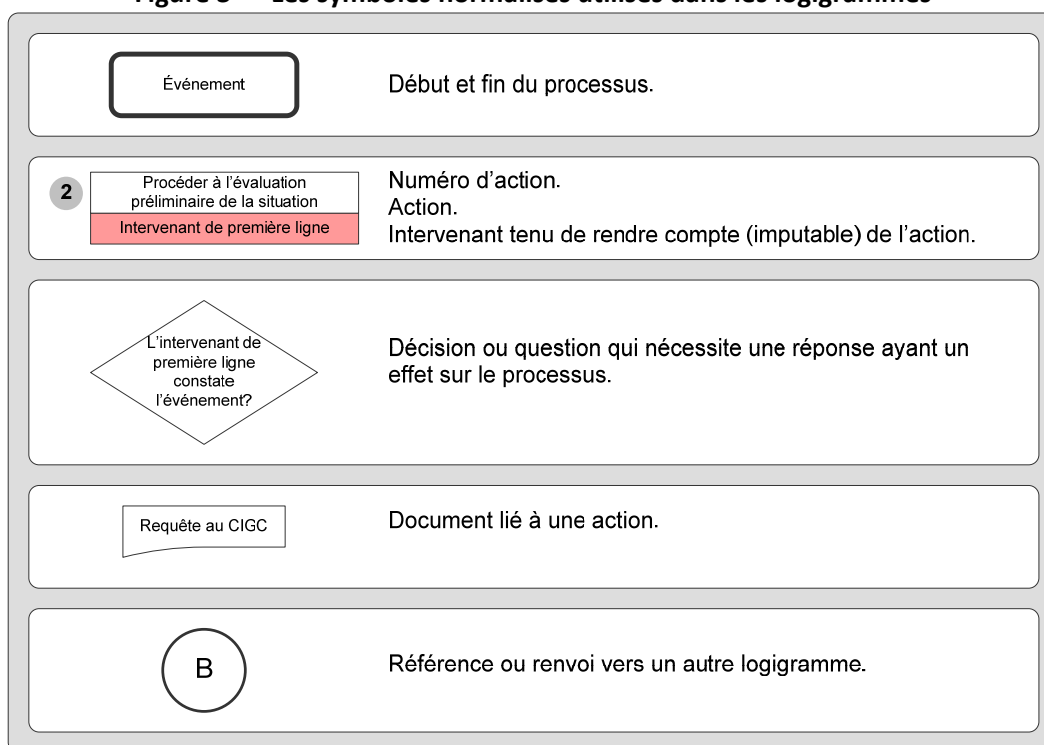 Figure 3 Les symboles normalisés utilisés dans les logigrammes
Événement
Début et fin du processus.
2
Procéder à l'évaluation
préliminaire de la situation
Intervenant de première ligne
Numéro d'action.
Action.
Intervenant tenu de rendre compte (imputable) de l'action.
L'intervenant de
première ligne
constate
l'événement?
Décision ou question qui nécessite une réponse ayant un
effet sur le processus.
Requête au CIGC
Document lié à une action.
B
Référence ou renvoi vers un autre logigramme.